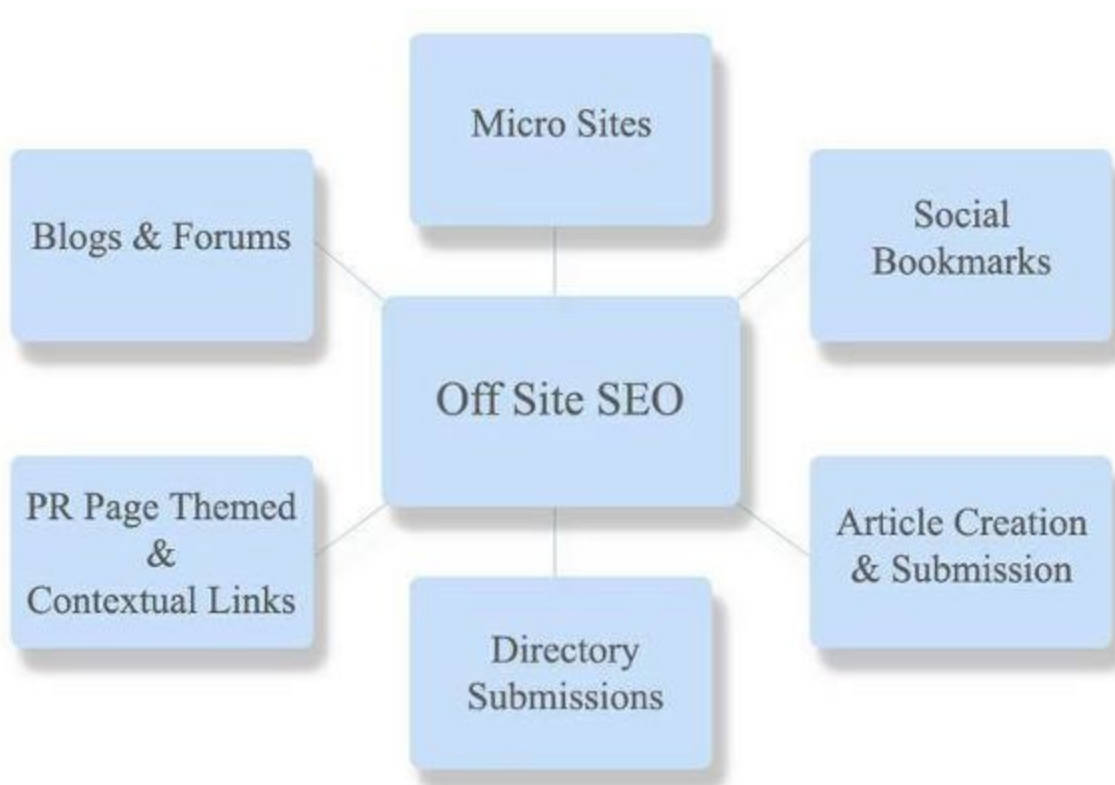 Micro Sites
Blogs & Forums
Social
Bookmarks
Off Site SEO
PR Page Themed
&
Contextual Links
Article Creation
& Submission
Directory
Submissions